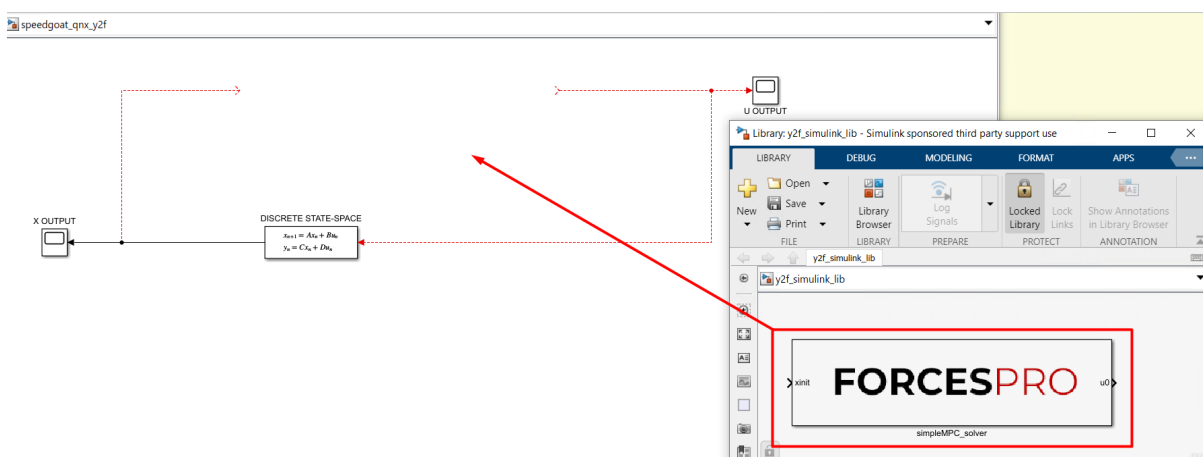 speedgoat_qnx_y2f
U OUTPUT
X OUTPUT
DISCRETE STATE-SPACE
xn+1 = Axn + Bun
yn = Cxn + Dun
Library: y2f_simulink_lib - Simulink sponsored third party support use
LIBRARY DEBUG MODELING FORMAT APPS
New
Open
Save
Print
Library Browser
Log Signals
Locked Library
Lock Links
Show Annotations in Library Browser
FILE LIBRARY PREPARE PROTECT ANNOTATION
y2f_simulink_lib
y2f_simulink_lib
xinit FORCESPRO u0
simpleMPC_solver